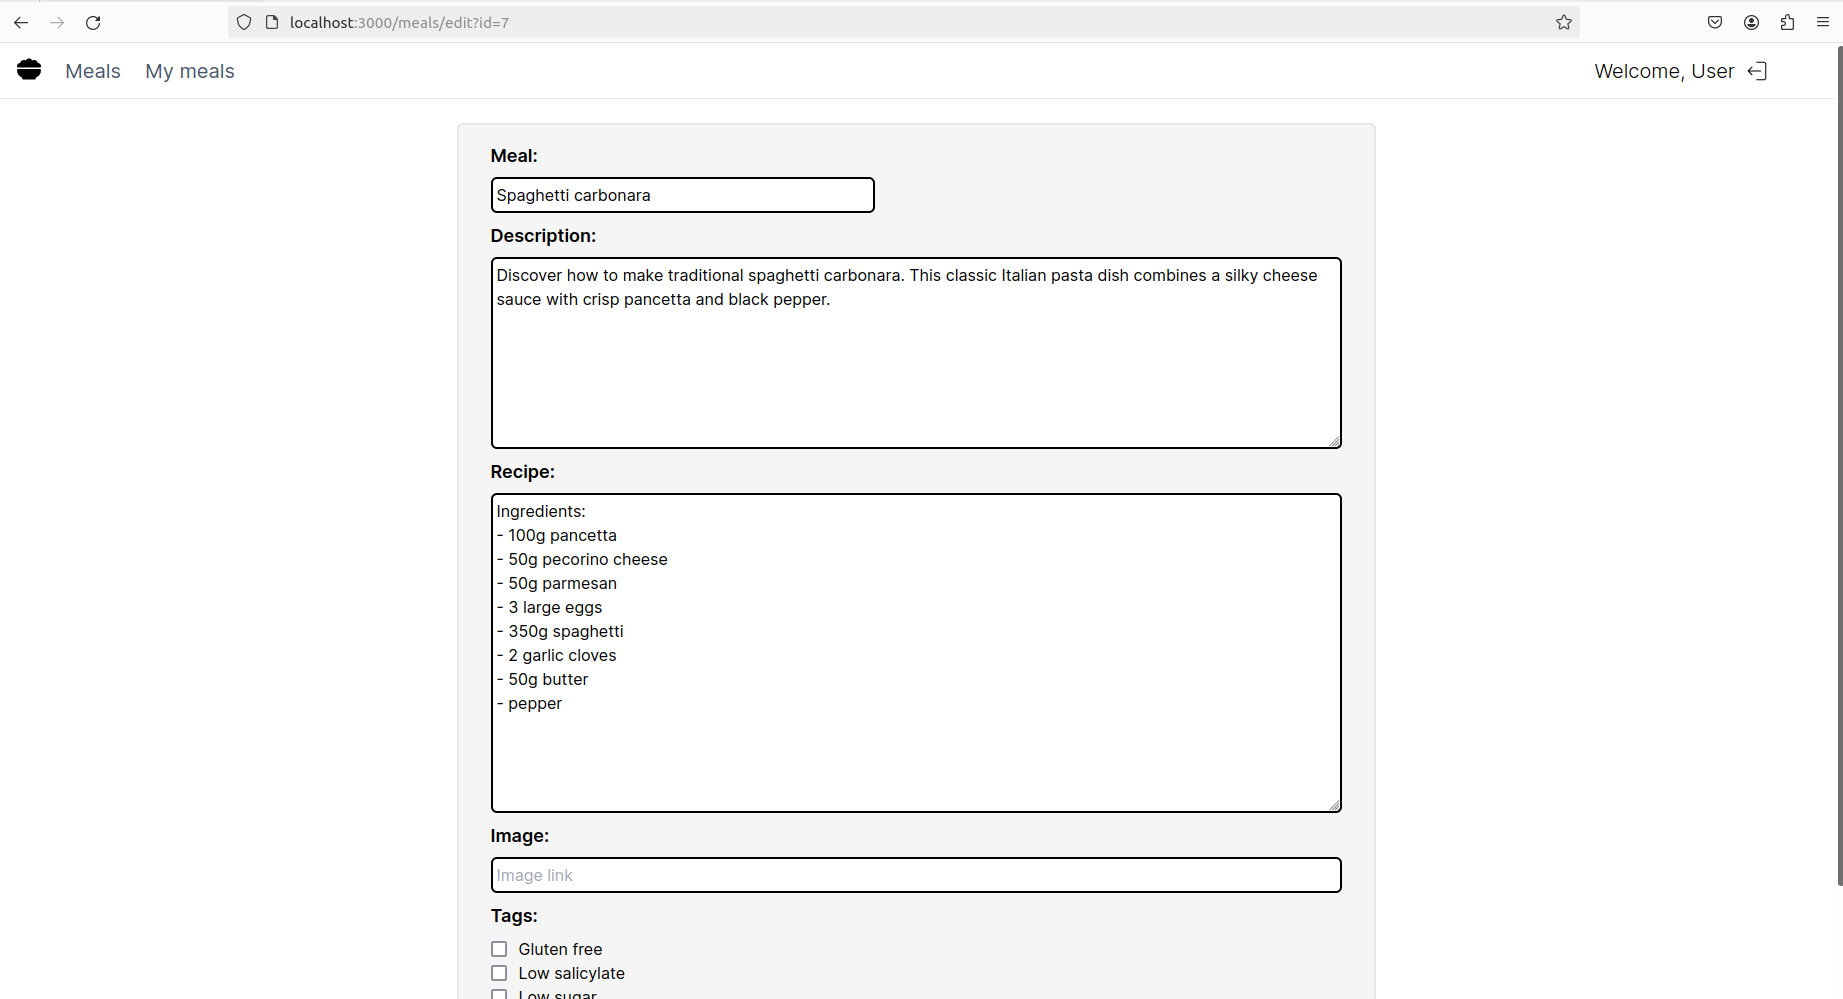 localhost:3000/meals/edit?id=7
Meals My meals Welcome, User
Meal:
Spaghetti carbonara
Description:
Discover how to make traditional spaghetti carbonara. This classic Italian pasta dish combines a silky cheese
sauce with crisp pancetta and black pepper.
Recipe:
Ingredients:
- 100g pancetta
- 50g pecorino cheese
- 50g parmesan
- 3 large eggs
- 350g spaghetti
- 2 garlic cloves
- 50g butter
- pepper
Image:
Image link
Tags:
Gluten free
Low salicylate
Low sugar